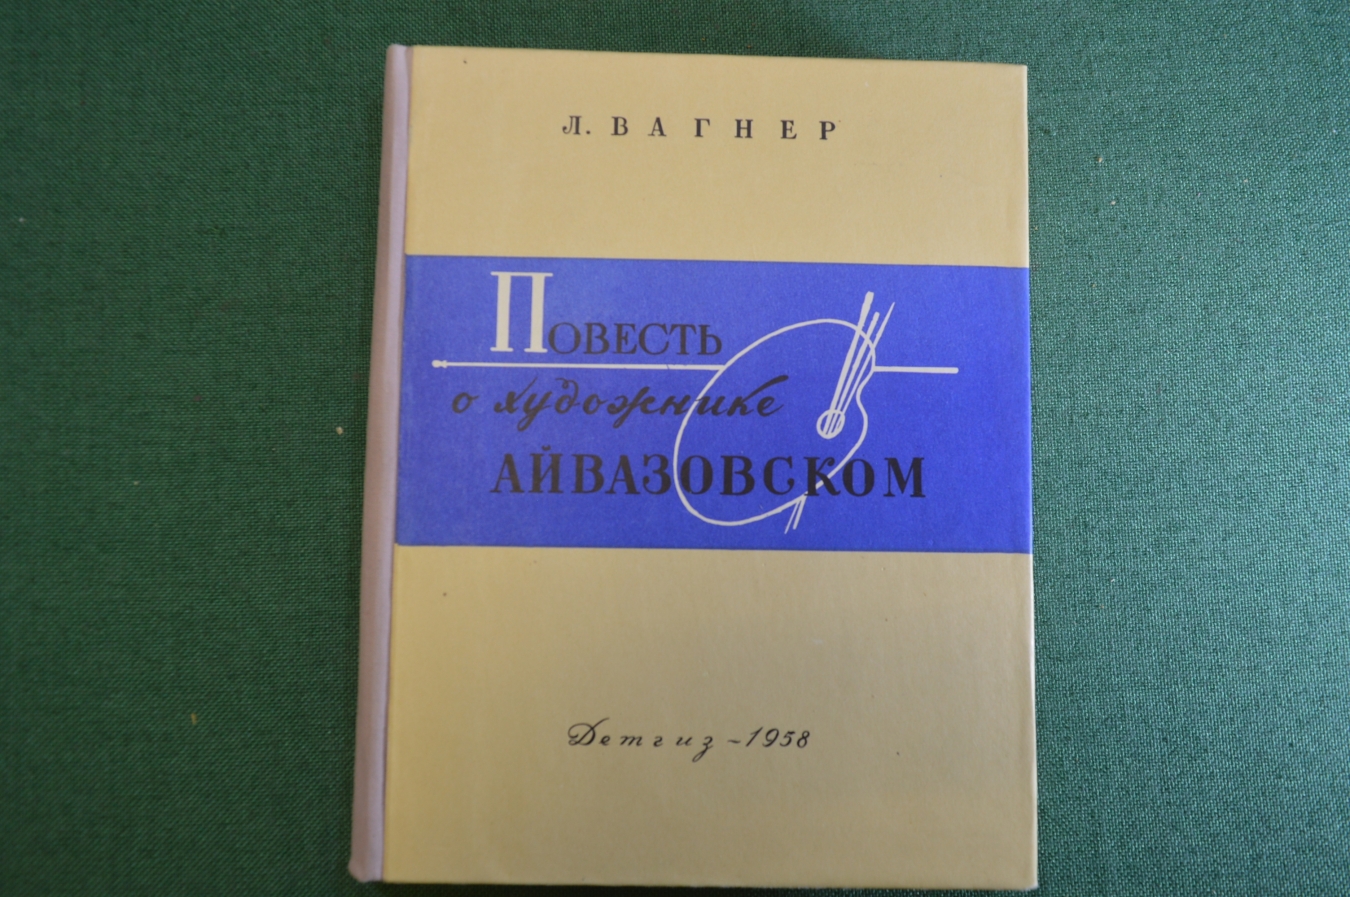 Л. ВАГНЕР
ПОВЕСТЬ
о художнике
АЙВАЗОВСКОМ
Детгиз – 1958